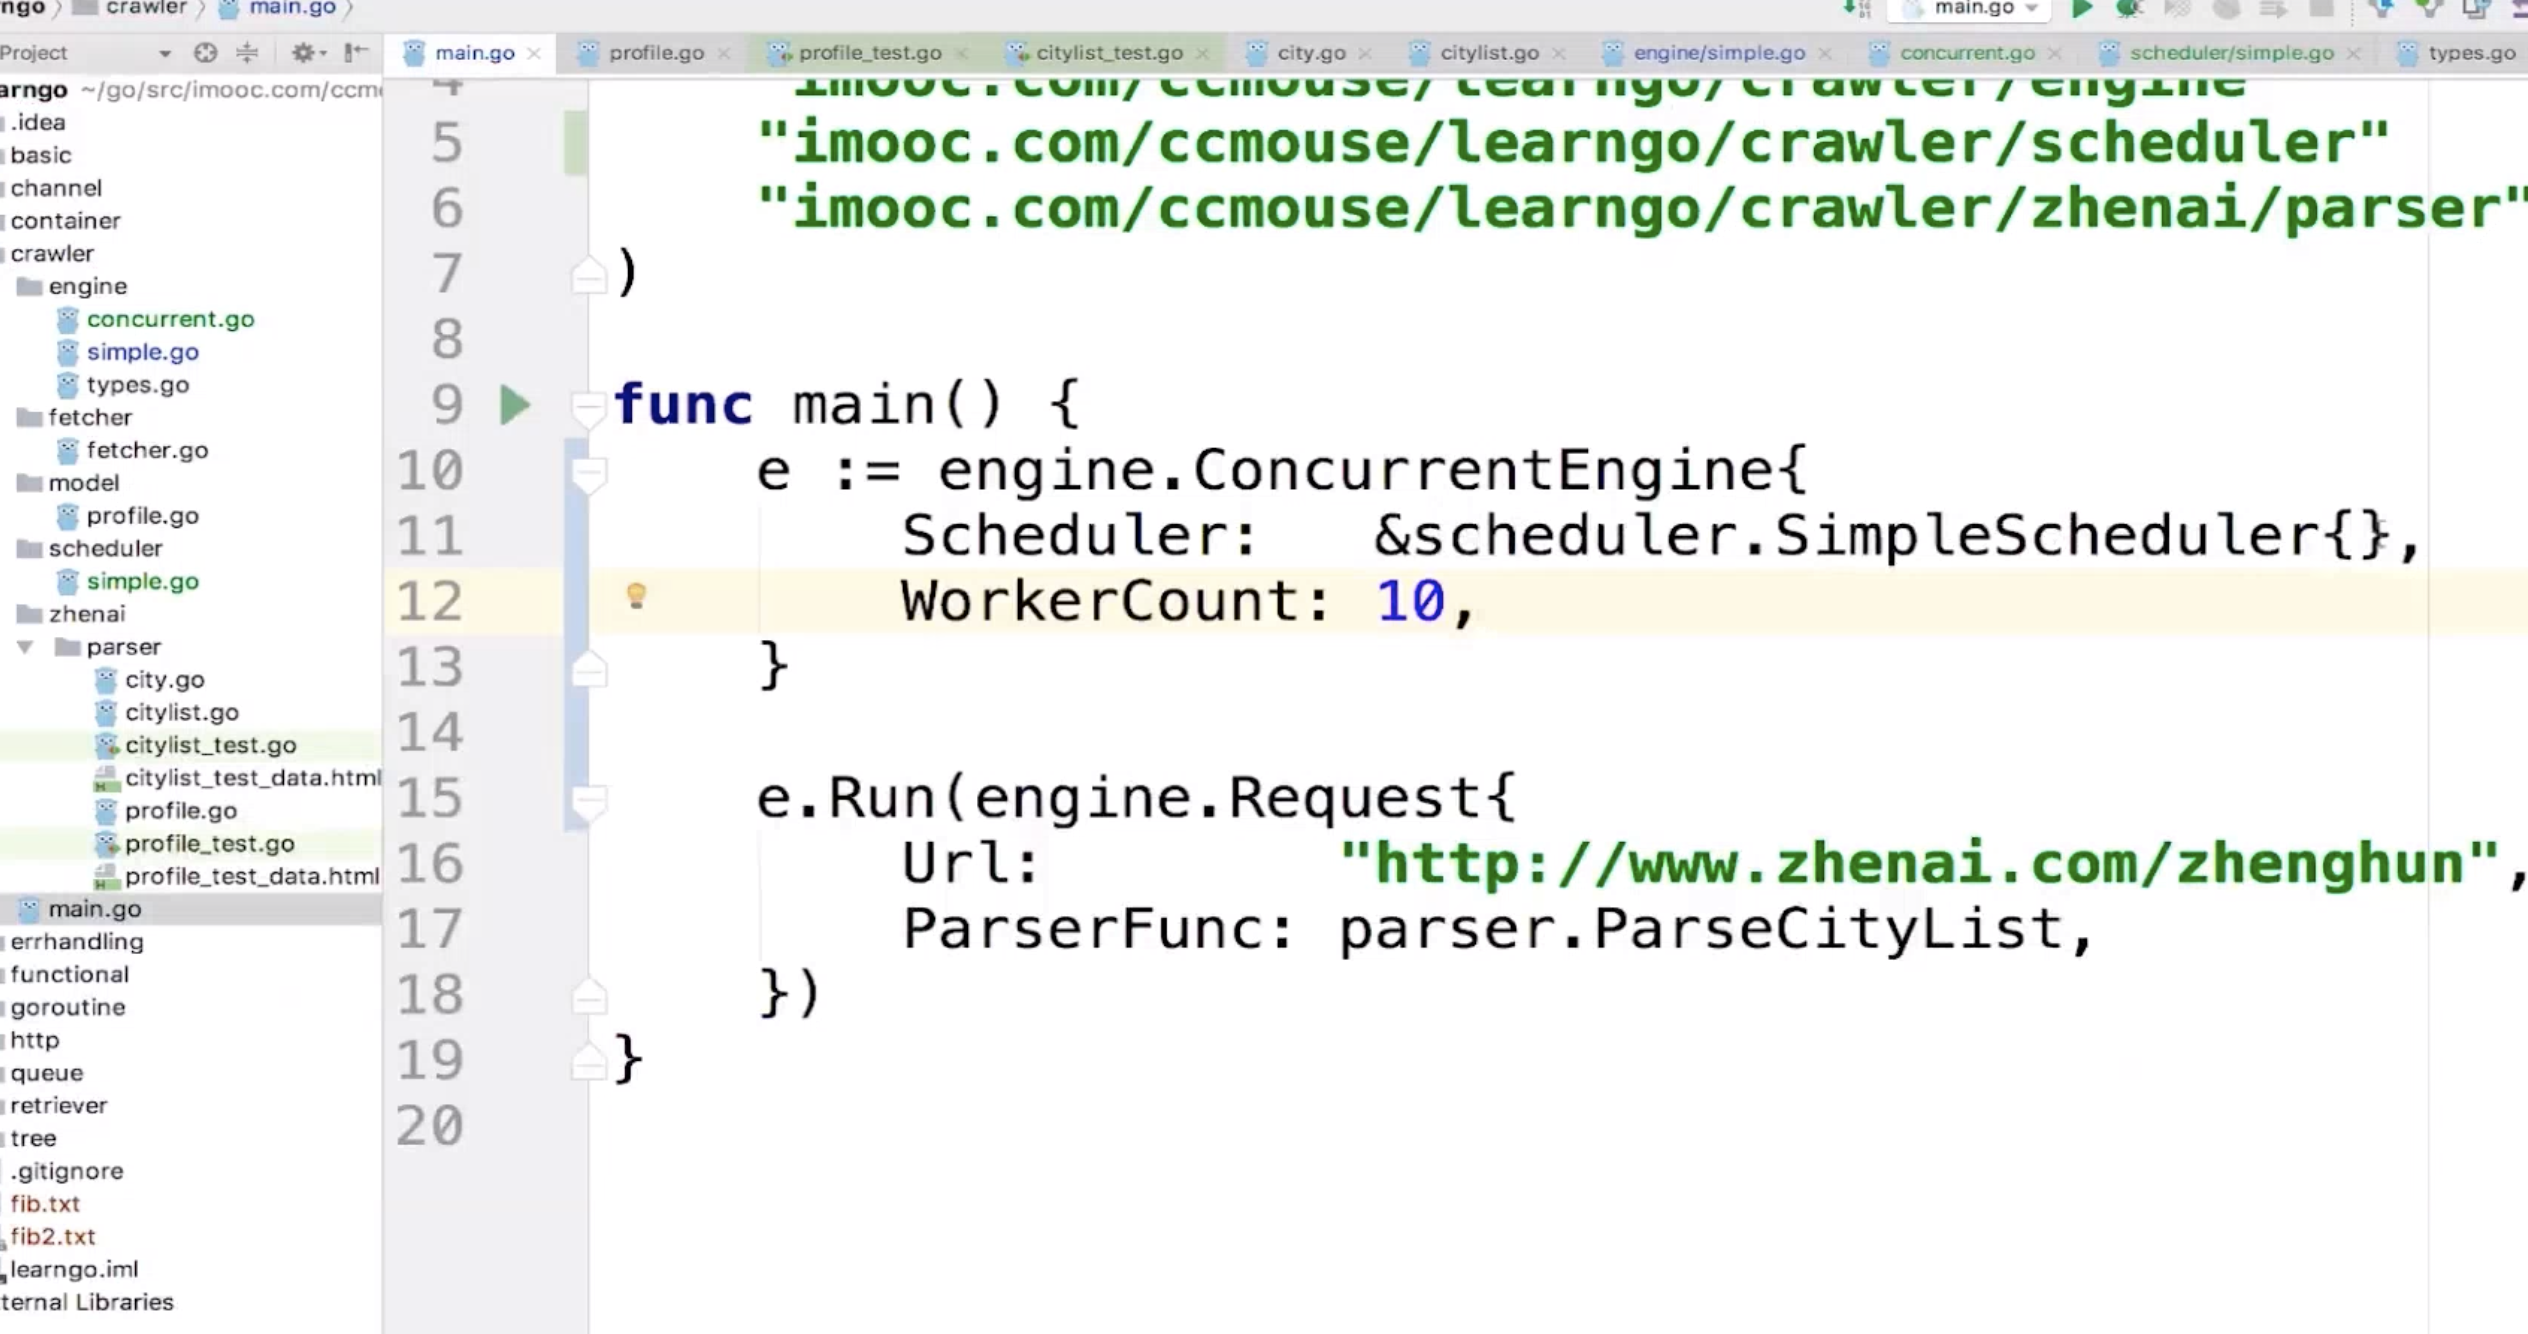 crawler main.go main.go
Project
main.go profile.go profile_test.go citylist_test.go city.go citylist.go engine/simple.go concurrent.go scheduler/simple.go types.go
~/go/src/imooc.com/ccm
.idea
basic
channel
container
crawler
engine
concurrent.go
simple.go
types.go
fetcher
fetcher.go
model
profile.go
scheduler
simple.go
zhenai
parser
city.go
citylist.go
citylist_test.go
citylist_test_data.html
profile.go
profile_test.go
profile_test_data.html
main.go
errhandling
functional
goroutine
http
queue
retriever
tree
.gitignore
fib.txt
fib2.txt
learngo.iml
ternal Libraries
4 "imooc.com/ccmouse/learngo/crawler/engine"
5 "imooc.com/ccmouse/learngo/crawler/scheduler"
6 "imooc.com/ccmouse/learngo/crawler/zhenai/parser"
7 )
8
9 func main() {
10 e := engine.ConcurrentEngine{
11 Scheduler: &scheduler.SimpleScheduler{},
12 WorkerCount: 10,
13 }
14
15 e.Run(engine.Request{
16 Url: "http://www.zhenai.com/zhenghun",
17 ParserFunc: parser.ParseCityList,
18 })
19 }
20